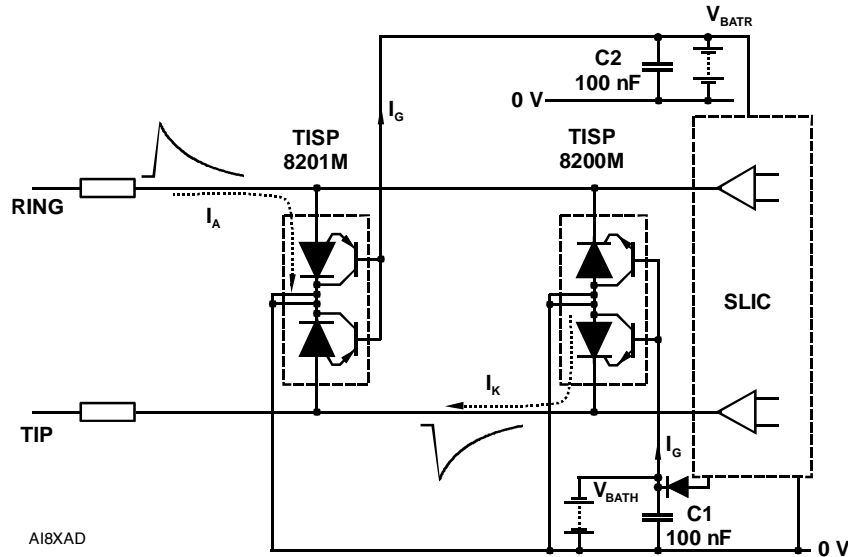 V_BATR
C2
100 nF
0 V
I_G
TISP
8201M
TISP
8200M
RING
I_A
SLIC
I_K
TIP
I_G
V_BATH
C1
100 nF
AI8XAD
0 V